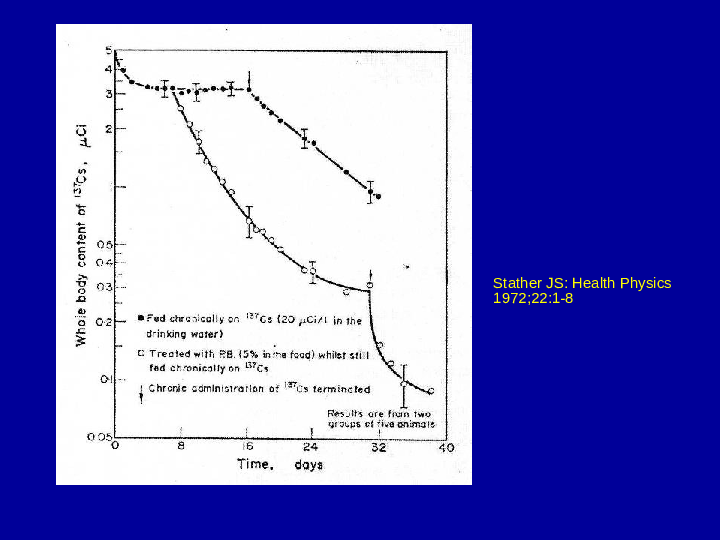 5
4
3
2
1
0.5
0.4
0.3
0.2
0.1
0.05
Whole body content of 137Cs, μCi
● Fed chronically on 137Cs (20 μCi/l in the
drinking water)
○ Treated with P.B. (5% in the food) whilst still
fed chronically on 137Cs
↓ Chronic administration of 137Cs terminated
Results are from two
groups of five animals
0 8 16 24 32 40
Time, days
Stather JS: Health Physics
1972;22:1-8